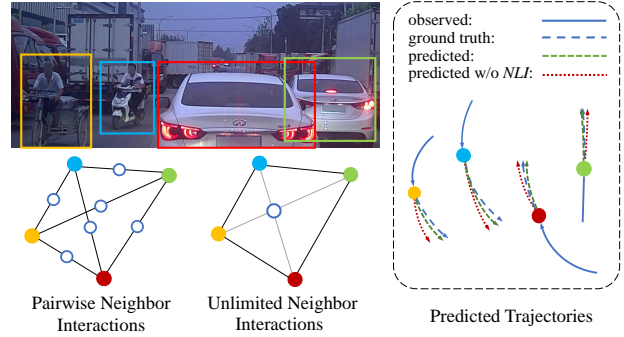 observed:
ground truth:
predicted:
predicted w/o NLI:
Pairwise Neighbor
Interactions
Unlimited Neighbor
Interactions
Predicted Trajectories